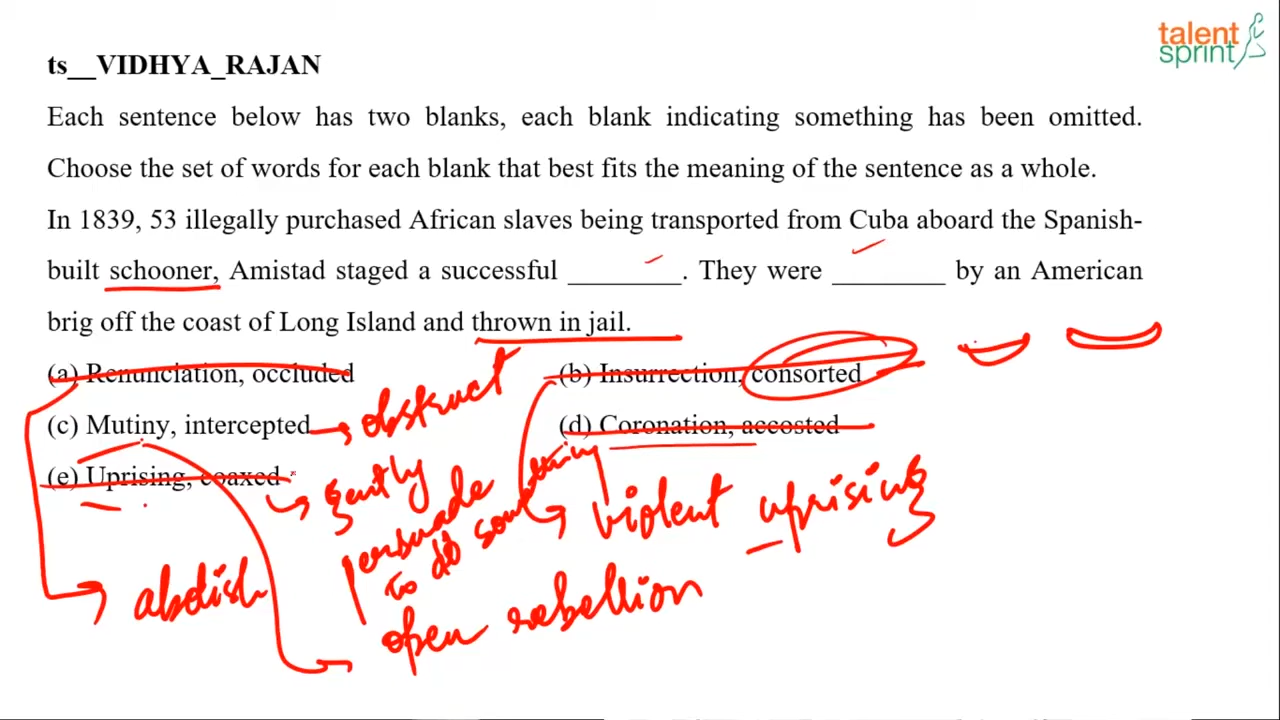 talent
sprint
ts__VIDHYA_RAJAN
Each sentence below has two blanks, each blank indicating something has been omitted.
Choose the set of words for each blank that best fits the meaning of the sentence as a whole.
In 1839, 53 illegally purchased African slaves being transported from Cuba aboard the Spanish-
built schooner, Amistad staged a successful ________. They were ________ by an American
brig off the coast of Long Island and thrown in jail.
(a) Renunciation, occluded (b) Insurrection, consorted
(c) Mutiny, intercepted obstruct (d) Coronation, accosted
(e) Uprising, coaxed
gently
persuade
to do something
violent uprising
abolish
open rebellion